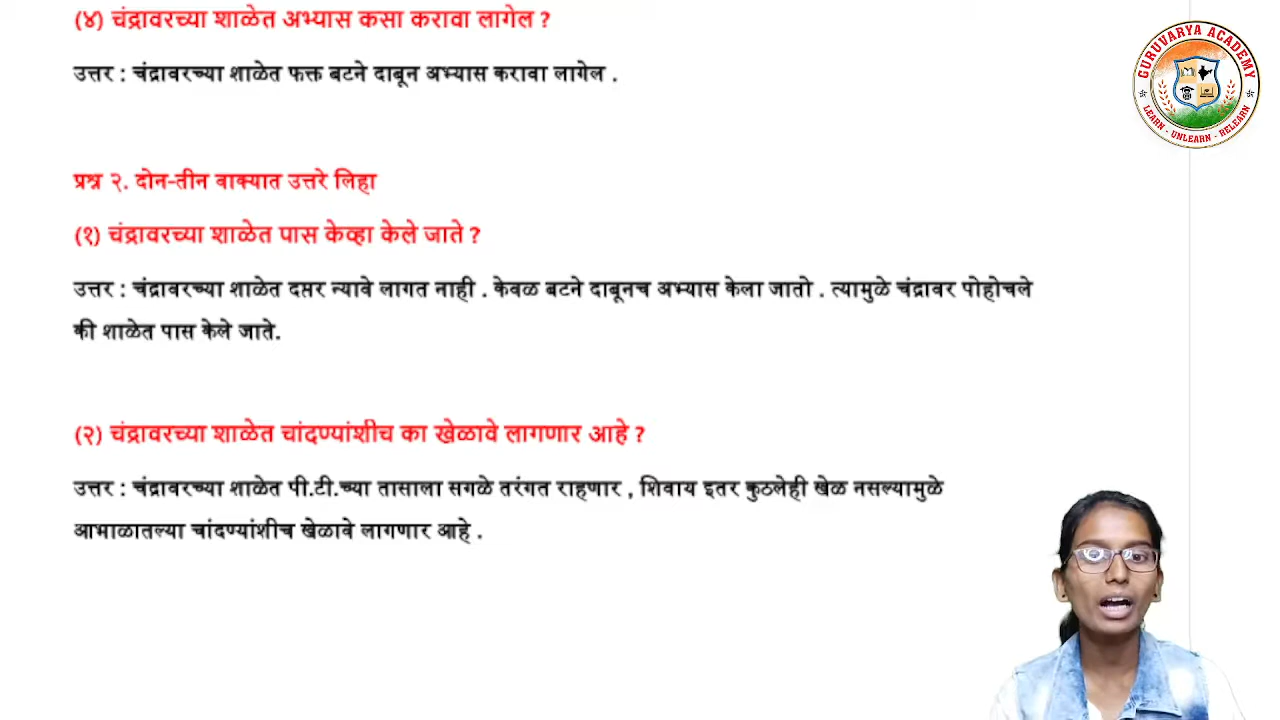 (४) चंद्रावरच्या शाळेत अभ्यास कसा करावा लागेल ?
उत्तर : चंद्रावरच्या शाळेत फक्त बटने दाबून अभ्यास करावा लागेल .
GURUVARYA ACADEMY
LEARN - UNLEARN - RELEARN
प्रश्न २. दोन-तीन वाक्यात उत्तरे लिहा
(१) चंद्रावरच्या शाळेत पास केव्हा केले जाते ?
उत्तर : चंद्रावरच्या शाळेत दप्तर न्यावे लागत नाही . केवळ बटने दाबूनच अभ्यास केला जातो . त्यामुळे चंद्रावर पोहोचले
की शाळेत पास केले जाते.
(२) चंद्रावरच्या शाळेत चांदण्यांशीच का खेळावे लागणार आहे ?
उत्तर : चंद्रावरच्या शाळेत पी.टी.च्या तासाला सगळे तरंगत राहणार , शिवाय इतर कुठलेही खेळ नसल्यामुळे
आभाळातल्या चांदण्यांशीच खेळावे लागणार आहे .